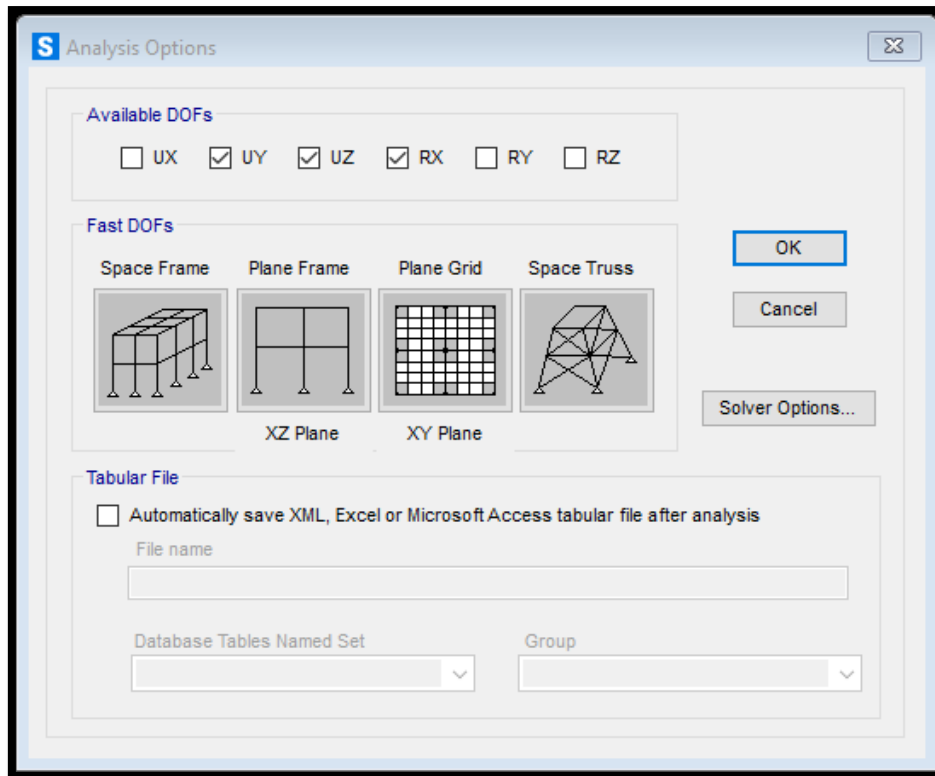 S Analysis Options
Available DOFs
UX UY UZ RX RY RZ
Fast DOFs
Space Frame Plane Frame Plane Grid Space Truss
XZ Plane XY Plane
OK
Cancel
Solver Options...
Tabular File
Automatically save XML, Excel or Microsoft Access tabular file after analysis
File name
Database Tables Named Set Group